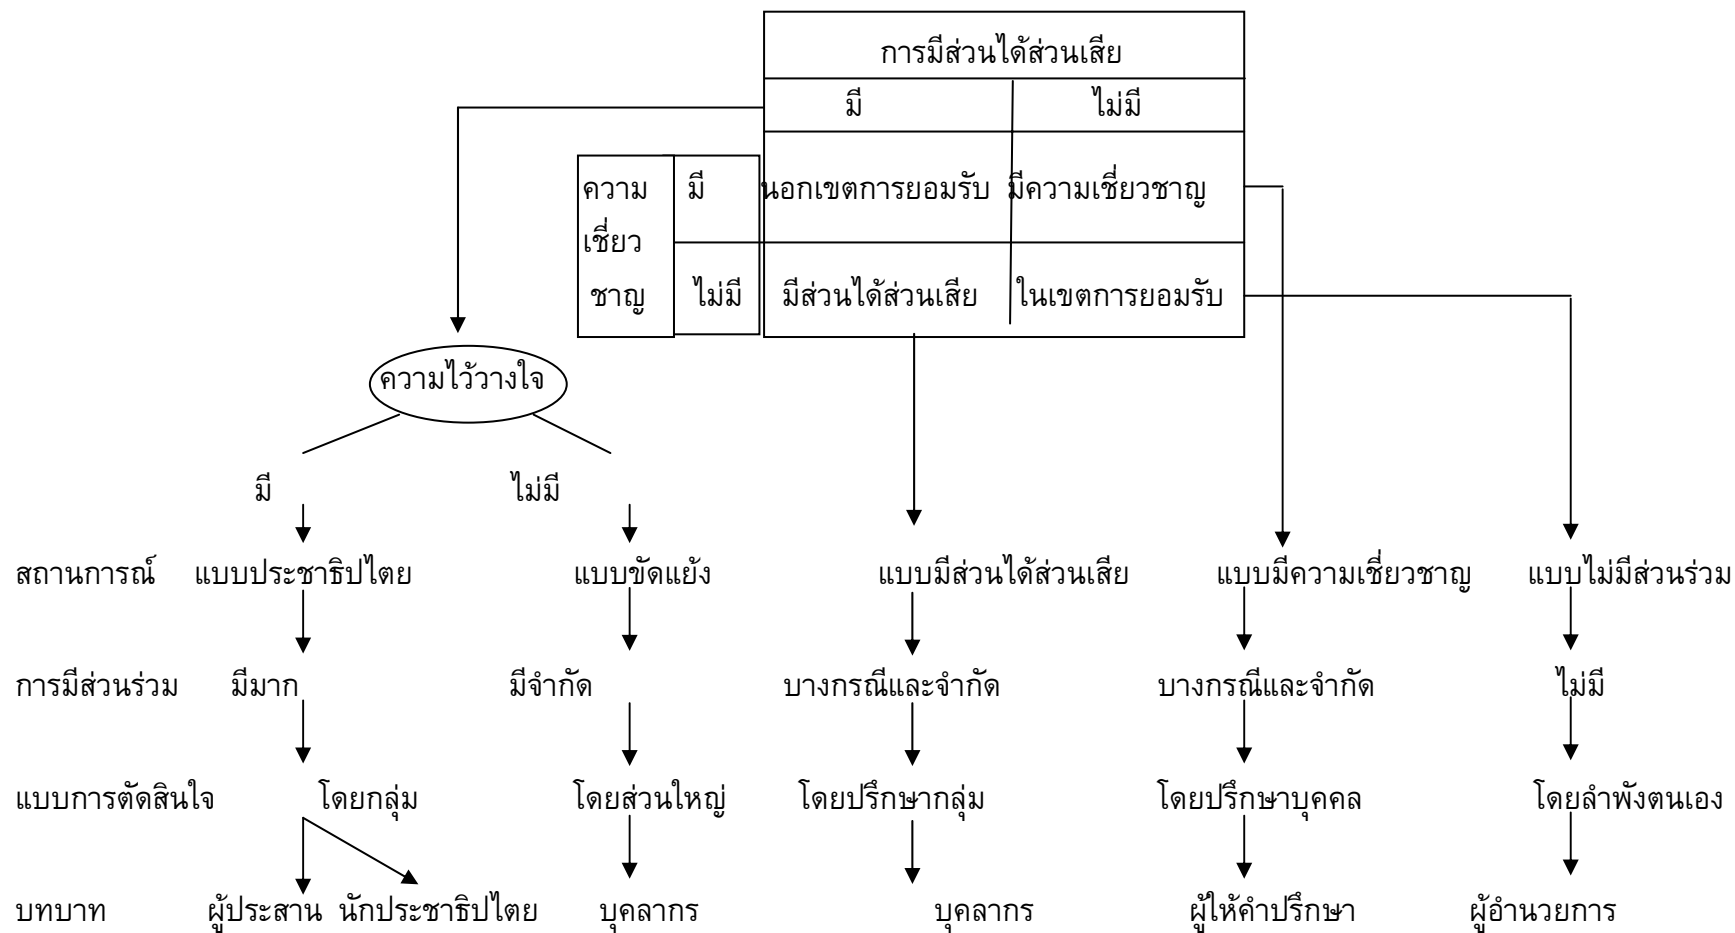 การมีส่วนได้ส่วนเสีย
มี ไม่มี
ความ มี นอกเขตการยอมรับ มีความเชี่ยวชาญ
เชี่ยว
ชาญ ไม่มี มีส่วนได้ส่วนเสีย ในเขตการยอมรับ
ความไว้วางใจ
มี ไม่มี
สถานการณ์ แบบประชาธิปไตย แบบขัดแย้ง แบบมีส่วนได้ส่วนเสีย แบบมีความเชี่ยวชาญ แบบไม่มีส่วนร่วม
การมีส่วนร่วม มีมาก มีจำกัด บางกรณีและจำกัด บางกรณีและจำกัด ไม่มี
แบบการตัดสินใจ โดยกลุ่ม โดยส่วนใหญ่ โดยปรึกษากลุ่ม โดยปรึกษาบุคคล โดยลำพังตนเอง
บทบาท ผู้ประสาน นักประชาธิปไตย บุคลากร บุคลากร ผู้ให้คำปรึกษา ผู้อำนวยการ